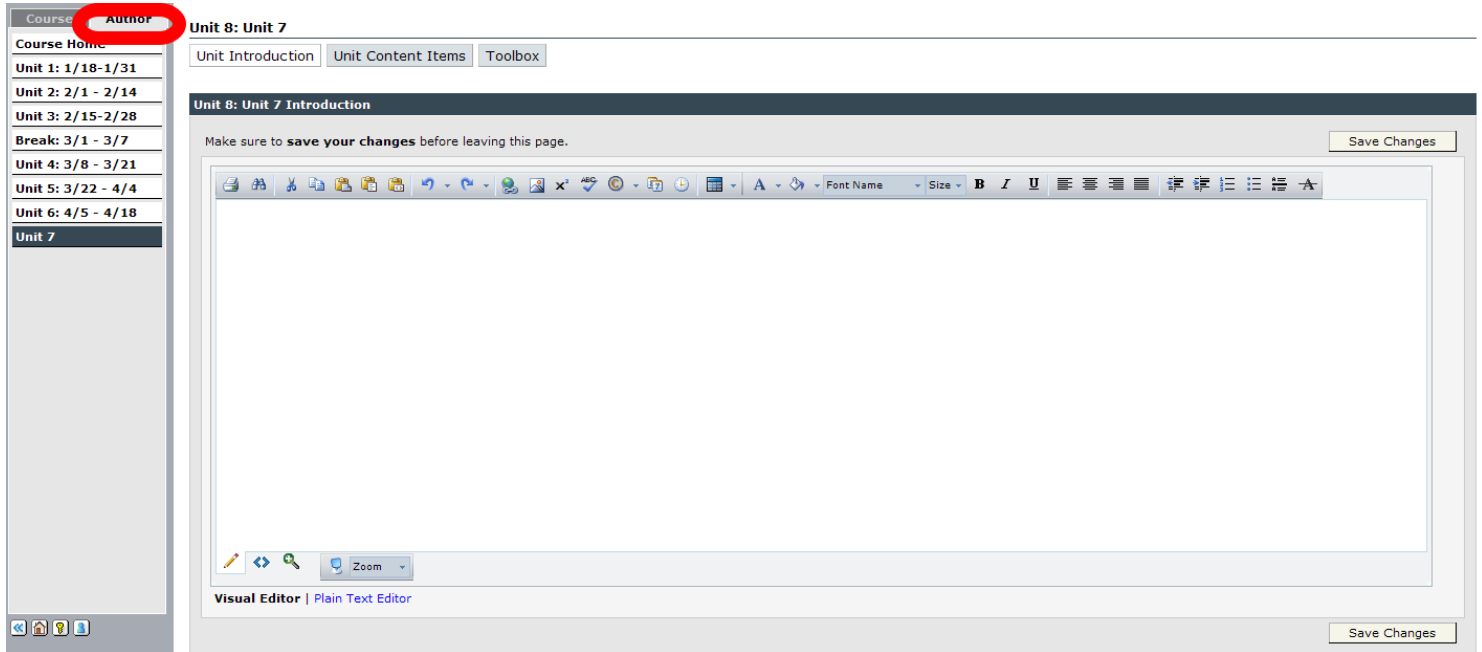 Course Author
Course Home
Unit 1: 1/18-1/31
Unit 2: 2/1 - 2/14
Unit 3: 2/15-2/28
Break: 3/1 - 3/7
Unit 4: 3/8 - 3/21
Unit 5: 3/22 - 4/4
Unit 6: 4/5 - 4/18
Unit 7
Unit 8: Unit 7
Unit Introduction Unit Content Items Toolbox
Unit 8: Unit 7 Introduction
Make sure to save your changes before leaving this page. Save Changes
ABC A Font Name Size B I U A
Zoom
Visual Editor | Plain Text Editor
Save Changes